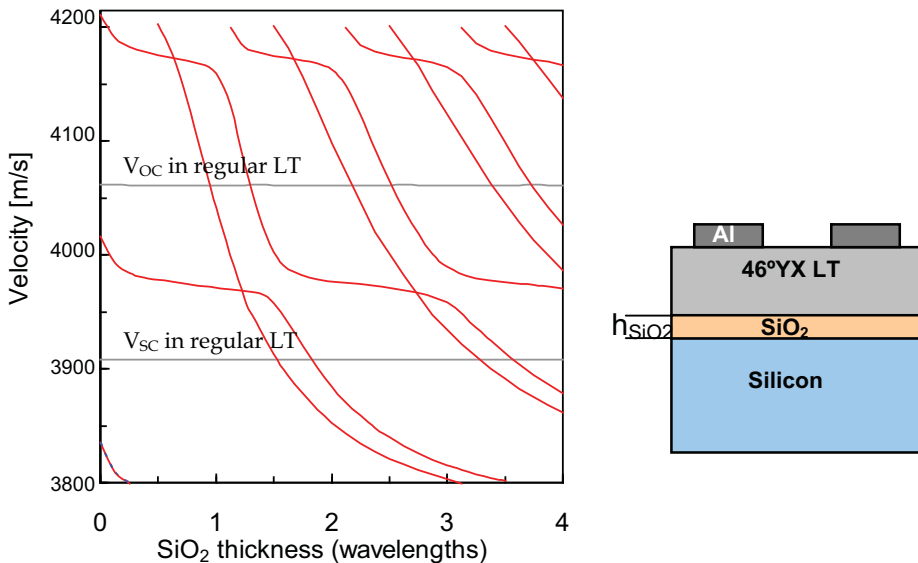 4200
4100
4000
3900
3800
Velocity [m/s]
V_OC in regular LT
V_SC in regular LT
0 1 2 3 4
SiO₂ thickness (wavelengths)
Al
46ºYX LT
h_SiO2
SiO₂
Silicon